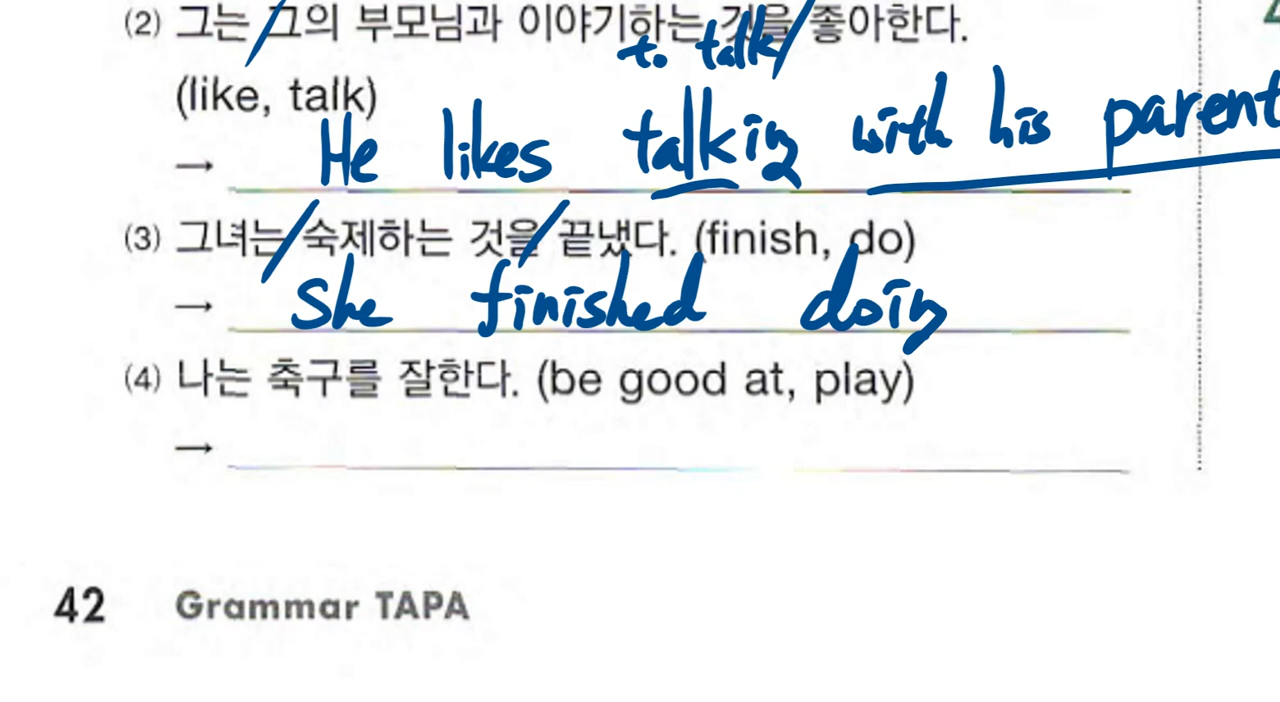 (2) 그는 그의 부모님과 이야기하는 것을 좋아한다.
to talk
(like, talk)
→ He likes talking with his parent
(3) 그녀는 숙제하는 것을 끝냈다. (finish, do)
→ She finished doing
(4) 나는 축구를 잘한다. (be good at, play)
→
42 Grammar TAPA